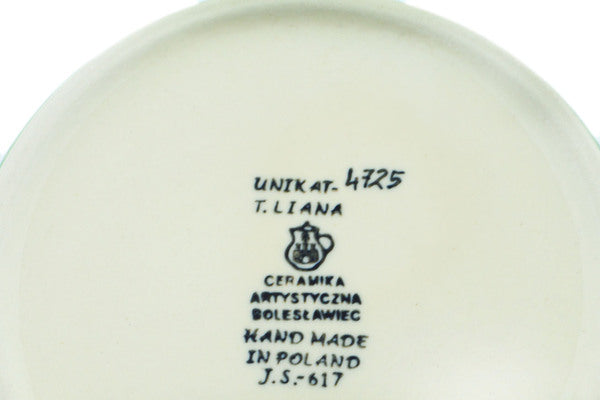 UNIKAT-4725
T. LIANA
CERAMIKA
ARTYSTYCZNA
BOLESŁAWIEC
HAND MADE
IN POLAND
J.S.-617